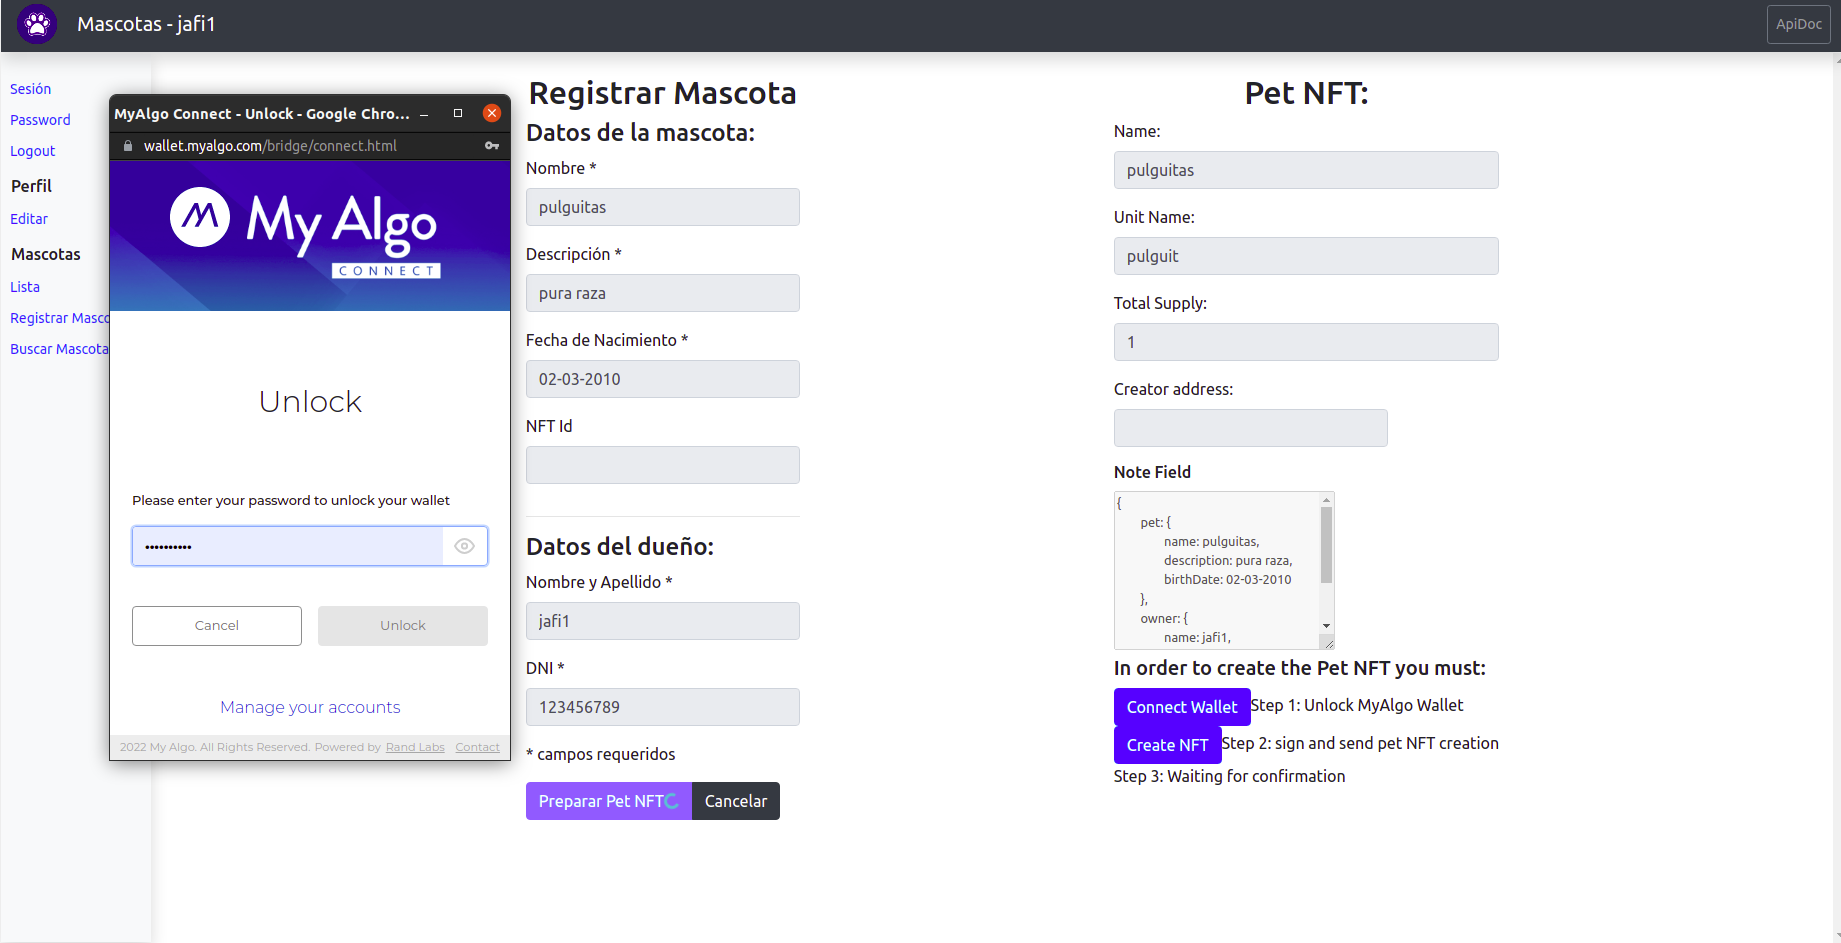 Mascotas - jafi1
ApiDoc
Sesión
Password
Logout
Perfil
Editar
Mascotas
Lista
Registrar Masco
Buscar Mascota
MyAlgo Connect - Unlock - Google Chro...
wallet.myalgo.com/bridge/connect.html
My Algo
CONNECT
Unlock
Please enter your password to unlock your wallet
••••••••••
Cancel
Unlock
Manage your accounts
2022 My Algo. All Rights Reserved. Powered by Rand Labs Contact
Registrar Mascota
Datos de la mascota:
Nombre *
pulguitas
Descripción *
pura raza
Fecha de Nacimiento *
02-03-2010
NFT Id
Datos del dueño:
Nombre y Apellido *
jafi1
DNI *
123456789
* campos requeridos
Preparar Pet NFT
Cancelar
Pet NFT:
Name:
pulguitas
Unit Name:
pulguit
Total Supply:
1
Creator address:
Note Field
{
pet: {
name: pulguitas,
description: pura raza,
birthDate: 02-03-2010
},
owner: {
name: jafi1,
In order to create the Pet NFT you must:
Connect Wallet Step 1: Unlock MyAlgo Wallet
Create NFT Step 2: sign and send pet NFT creation
Step 3: Waiting for confirmation